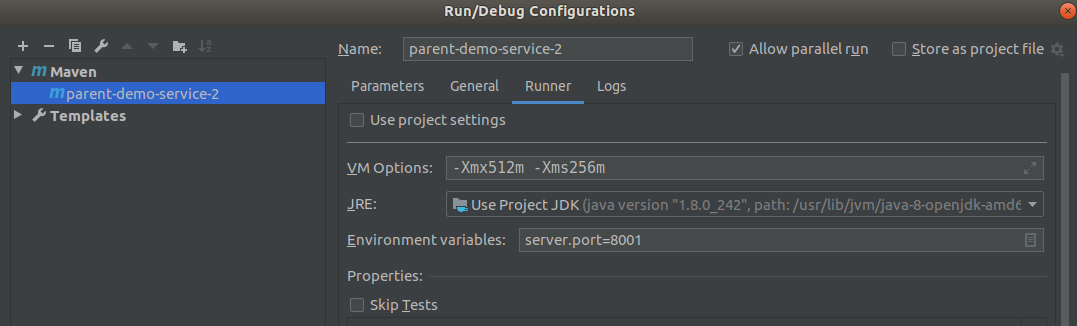 Run/Debug Configurations
Name: parent-demo-service-2 Allow parallel run Store as project file
Maven
parent-demo-service-2
Templates
Parameters General Runner Logs
Use project settings
VM Options: -Xmx512m -Xms256m
JRE: Use Project JDK (java version "1.8.0_242", path: /usr/lib/jvm/java-8-openjdk-amd6
Environment variables: server.port=8001
Properties:
Skip Tests